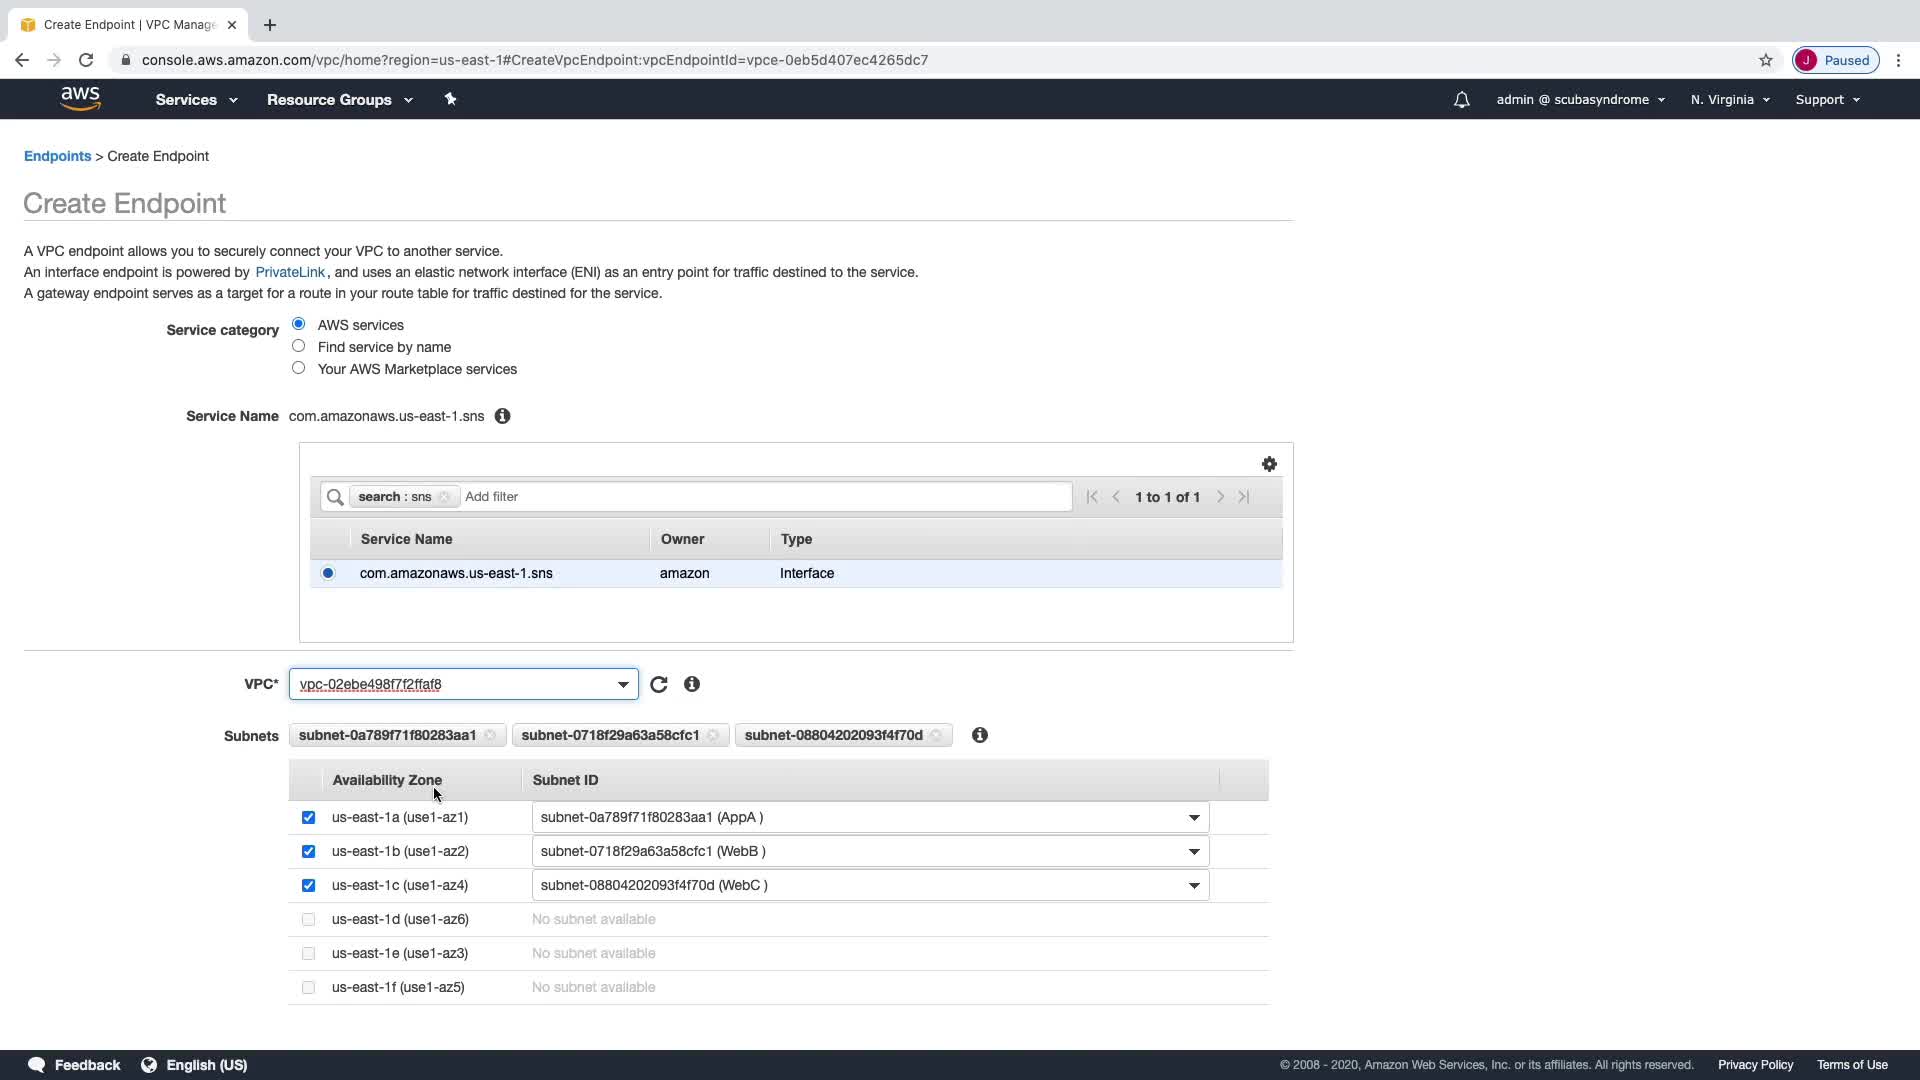 Create Endpoint | VPC Manage
console.aws.amazon.com/vpc/home?region=us-east-1#CreateVpcEndpoint:vpcEndpointId=vpce-0eb5d407ec4265dc7
J Paused
aws Services Resource Groups admin @ scubasyndrome N. Virginia Support
Endpoints > Create Endpoint
Create Endpoint
A VPC endpoint allows you to securely connect your VPC to another service.
An interface endpoint is powered by PrivateLink, and uses an elastic network interface (ENI) as an entry point for traffic destined to the service.
A gateway endpoint serves as a target for a route in your route table for traffic destined for the service.
Service category AWS services
Find service by name
Your AWS Marketplace services
Service Name com.amazonaws.us-east-1.sns
search : sns Add filter 1 to 1 of 1
Service Name Owner Type
com.amazonaws.us-east-1.sns amazon Interface
VPC* vpc-02ebe498f7f2ffaf8
Subnets subnet-0a789f71f80283aa1 subnet-0718f29a63a58cfc1 subnet-08804202093f4f70d
Availability Zone Subnet ID
us-east-1a (use1-az1) subnet-0a789f71f80283aa1 (AppA )
us-east-1b (use1-az2) subnet-0718f29a63a58cfc1 (WebB )
us-east-1c (use1-az4) subnet-08804202093f4f70d (WebC )
us-east-1d (use1-az6) No subnet available
us-east-1e (use1-az3) No subnet available
us-east-1f (use1-az5) No subnet available
Feedback English (US) © 2008 - 2020, Amazon Web Services, Inc. or its affiliates. All rights reserved. Privacy Policy Terms of Use